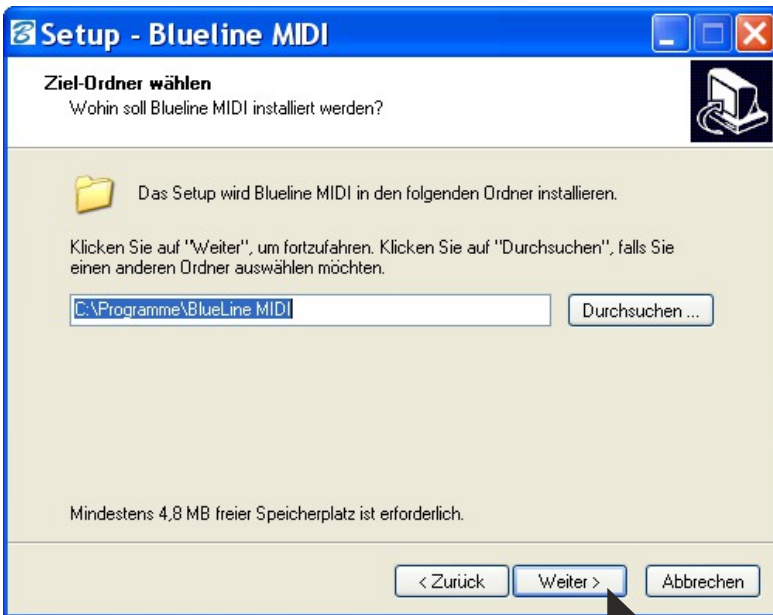 Setup - Blueline MIDI
Ziel-Ordner wählen
Wohin soll Blueline MIDI installiert werden?
Das Setup wird Blueline MIDI in den folgenden Ordner installieren.
Klicken Sie auf "Weiter", um fortzufahren. Klicken Sie auf "Durchsuchen", falls Sie
einen anderen Ordner auswählen möchten.
C:\Programme\BlueLine MIDI
Durchsuchen ...
Mindestens 4,8 MB freier Speicherplatz ist erforderlich.
< Zurück
Weiter >
Abbrechen